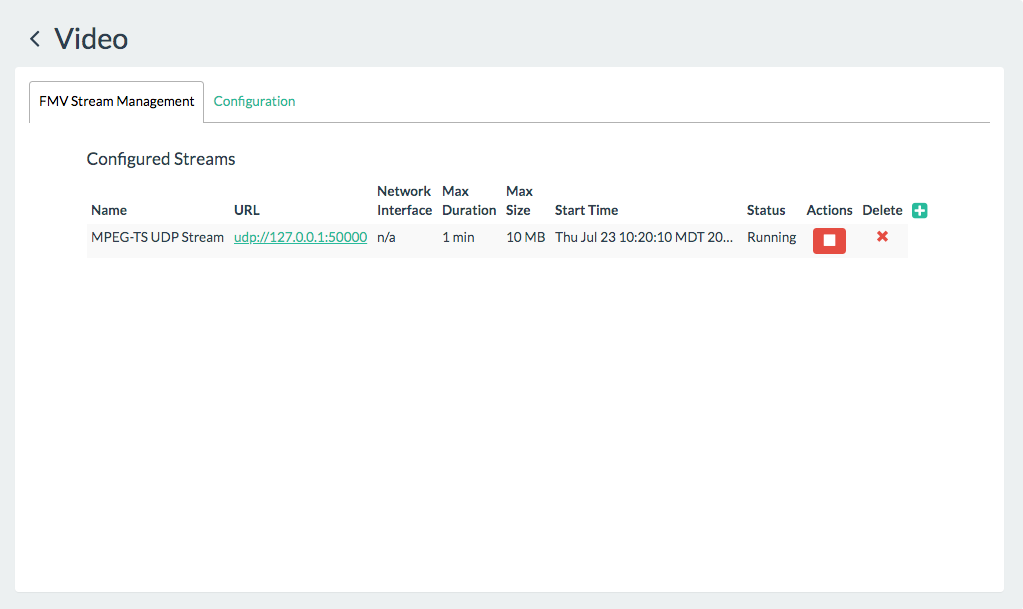 Video
FMV Stream Management Configuration
Configured Streams
Name URL Network Interface Max Duration Max Size Start Time Status Actions Delete
MPEG-TS UDP Stream udp://127.0.0.1:50000 n/a 1 min 10 MB Thu Jul 23 10:20:10 MDT 20... Running